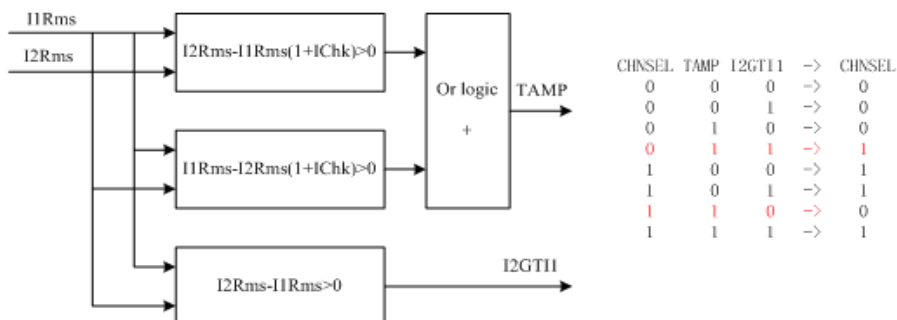 I1Rms
I2Rms
I2Rms-I1Rms(1+IChk)>0
Or logic
+
TAMP
I1Rms-I2Rms(1+IChk)>0
I2Rms-I1Rms>0
I2GTI1
CHNSEL TAMP I2GTI1 -> CHNSEL
0 0 0 -> 0
0 0 1 -> 0
0 1 0 -> 0
0 1 1 -> 1
1 0 0 -> 1
1 0 1 -> 1
1 1 0 -> 0
1 1 1 -> 1